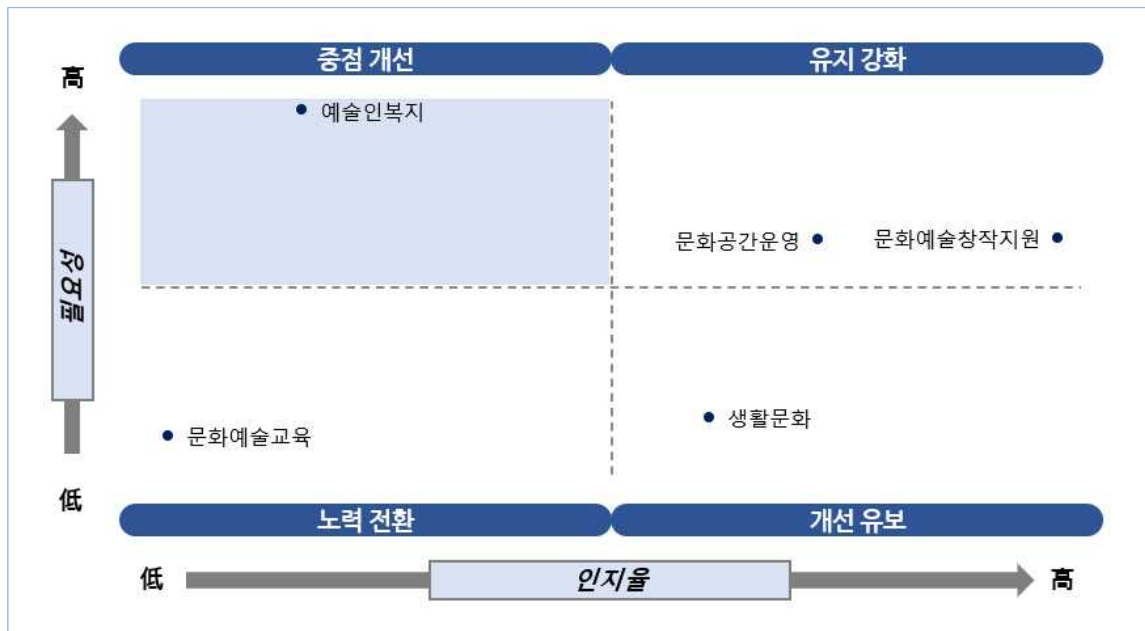 중점 개선
유지 강화
高
예술인복지
문화공간운영
문화예술창작지원
필요성
문화예술교육
생활문화
低
노력 전환
개선 유보
低
인지율
高